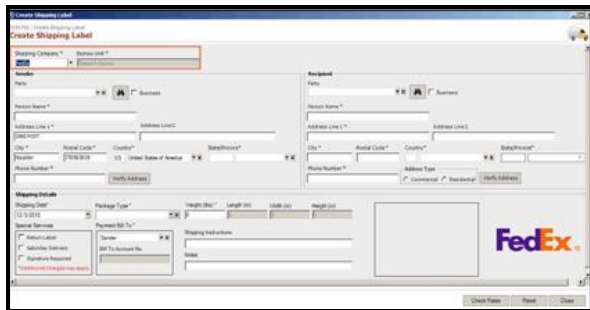 Create Shipping Label
Create Shipping Label
Shipping Company *
FedEx
Sender
Party
Business
Person Name *
Address Line 1 *
Address Line 2
City *
Postal Code *
Country *
State/Province*
US
United States of America
Phone Number *
Verify Address
Recipient
Party
Business
Person Name *
Address Line 1 *
Address Line 2
City *
Postal Code *
Country *
State/Province*
Phone Number *
Address Type
Commercial
Residential
Verify Address
Shipping Details
Shipping Date*
Package Type *
Weight (lbs) *
Length (in)
Width (in)
Height (in)
Special Services
Return Label
Saturday Delivery
Signature Required
Payment Bill To *
Sender
Bill To Account No
Shipping Instructions
Notes
FedEx
Check Rates
Reset
Close